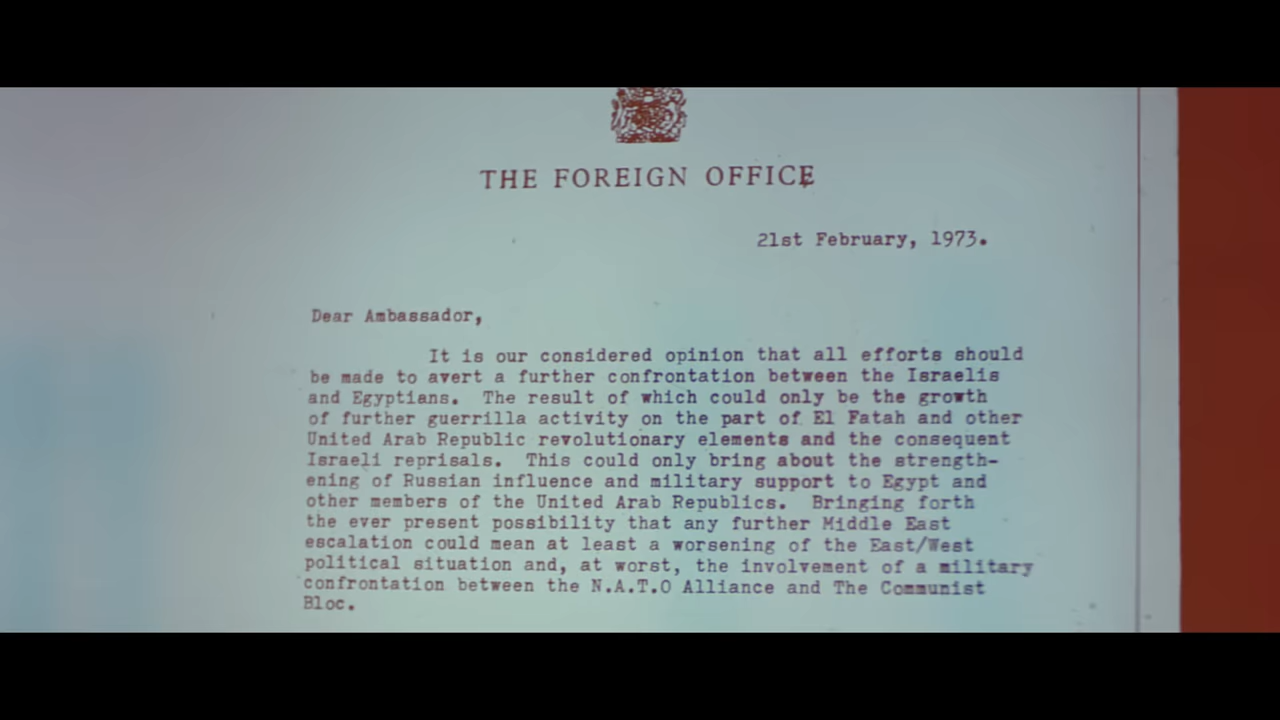 THE FOREIGN OFFICE
21st February, 1973.
Dear Ambassador,
It is our considered opinion that all efforts should
be made to avert a further confrontation between the Israelis
and Egyptians. The result of which could only be the growth
of further guerrilla activity on the part of El Fatah and other
United Arab Republic revolutionary elements and the consequent
Israeli reprisals. This could only bring about the strength-
ening of Russian influence and military support to Egypt and
other members of the United Arab Republics. Bringing forth
the ever present possibility that any further Middle East
escalation could mean at least a worsening of the East/West
political situation and, at worst, the involvement of a military
confrontation between the N.A.T.O Alliance and The Communist
Bloc.